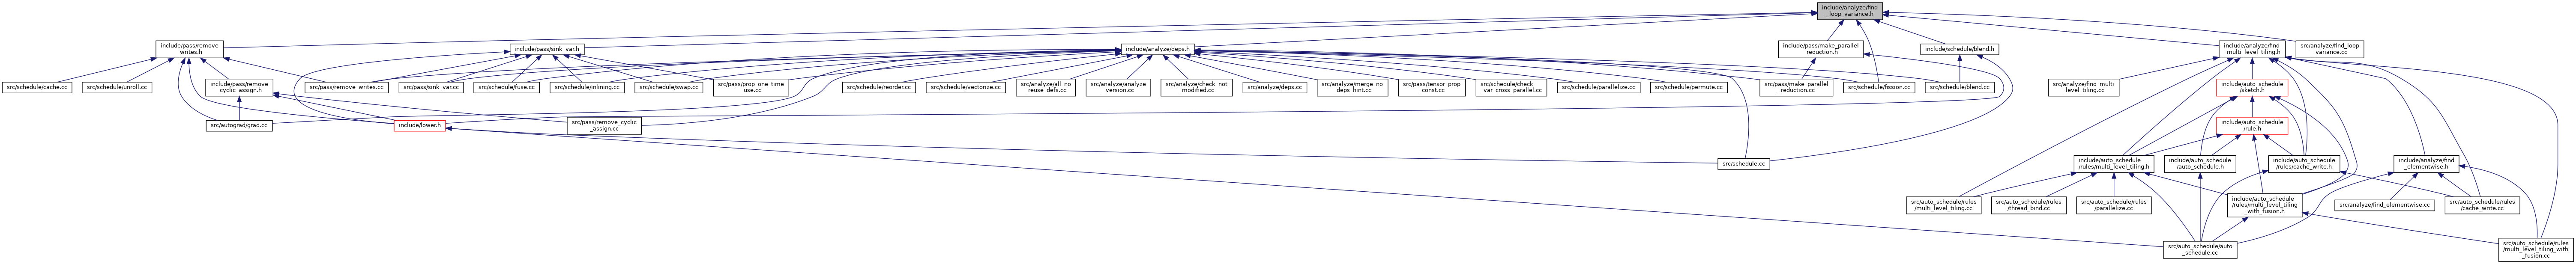 include/analyze/find
_loop_variance.h
include/pass/remove
_writes.h
include/pass/sink_var.h
include/analyze/deps.h
include/pass/make_parallel
_reduction.h
include/schedule/blend.h
include/analyze/find
_multi_level_tiling.h
src/analyze/find_loop
_variance.cc
src/schedule/cache.cc
src/schedule/unroll.cc
include/pass/remove
_cyclic_assign.h
src/pass/remove_writes.cc
src/pass/sink_var.cc
src/schedule/fuse.cc
src/schedule/inlining.cc
src/schedule/swap.cc
src/pass/prop_one_time
_use.cc
src/schedule/reorder.cc
src/schedule/vectorize.cc
src/analyze/all_no
_reuse_defs.cc
src/analyze/analyze
_version.cc
src/analyze/check_not
_modified.cc
src/analyze/deps.cc
src/analyze/merge_no
_deps_hint.cc
src/pass/tensor_prop
_const.cc
src/schedule/check
_var_cross_parallel.cc
src/schedule/parallelize.cc
src/schedule/permute.cc
src/pass/make_parallel
_reduction.cc
src/schedule/fission.cc
src/schedule/blend.cc
src/analyze/find_multi
_level_tiling.cc
include/auto_schedule
/sketch.h
src/autograd/grad.cc
include/lower.h
src/pass/remove_cyclic
_assign.cc
include/auto_schedule
/rule.h
src/schedule.cc
include/auto_schedule
/rules/multi_level_tiling.h
include/auto_schedule
/auto_schedule.h
include/auto_schedule
/rules/cache_write.h
include/analyze/find
_elementwise.h
src/auto_schedule/rules
/multi_level_tiling.cc
src/auto_schedule/rules
/thread_bind.cc
src/auto_schedule/rules
/parallelize.cc
include/auto_schedule
/rules/multi_level_tiling
_with_fusion.h
src/analyze/find_elementwise.cc
src/auto_schedule/rules
/cache_write.cc
src/auto_schedule/auto
_schedule.cc
src/auto_schedule/rules
/multi_level_tiling_with
_fusion.cc